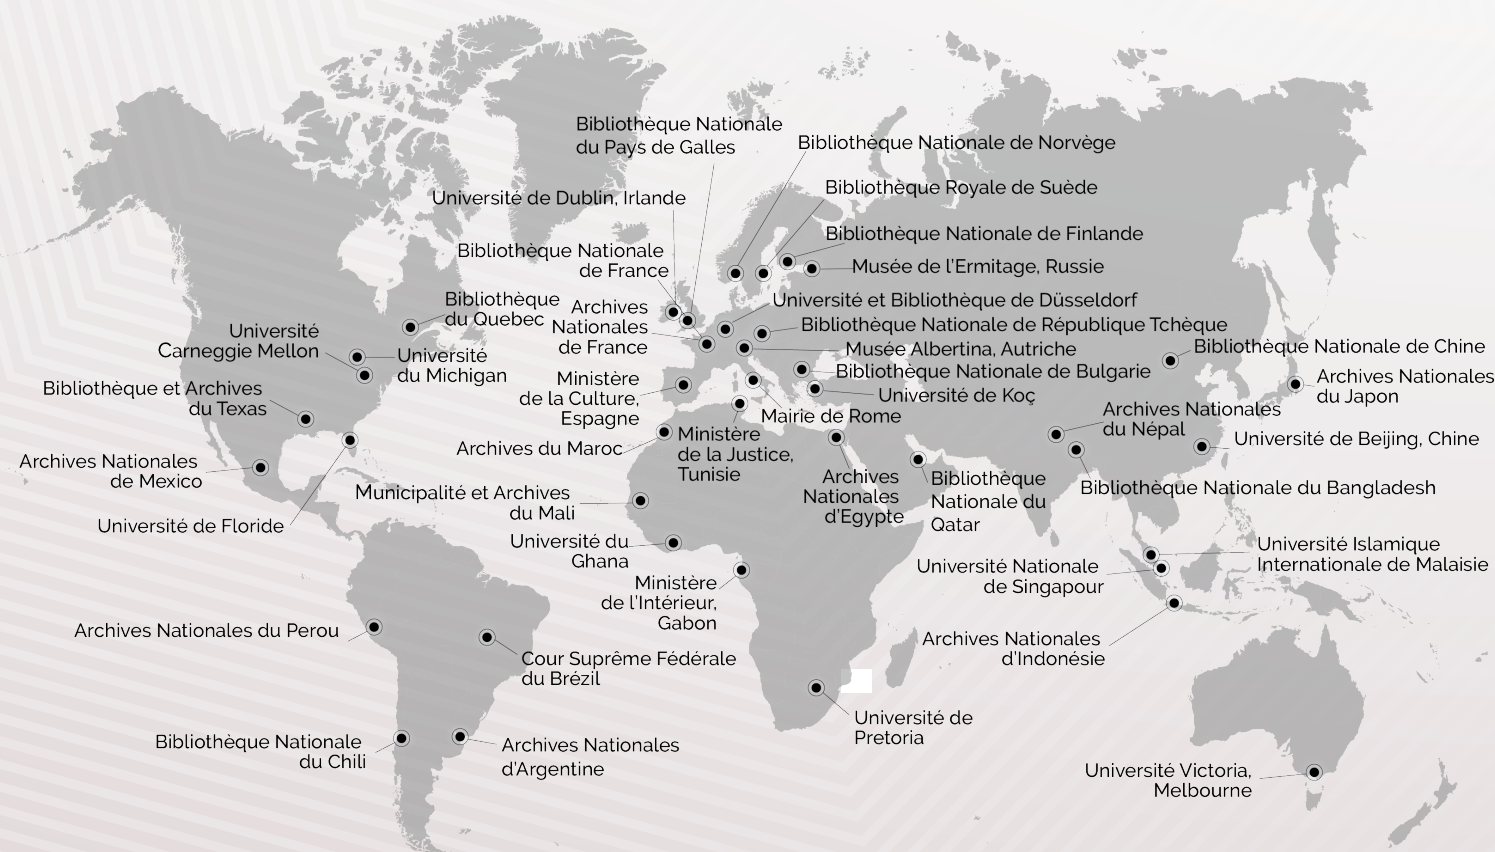 Bibliothèque Nationale
du Pays de Galles
Bibliothèque Nationale de Norvège
Université de Dublin, Irlande
Bibliothèque Royale de Suède
Bibliothèque Nationale
de France
Bibliothèque Nationale de Finlande
Musée de l'Ermitage, Russie
Bibliothèque
du Quebec
Archives
Nationales
de France
Université et Bibliothèque de Düsseldorf
Bibliothèque Nationale de République Tchèque
Musée Albertina, Autriche
Bibliothèque Nationale de Bulgarie
Université de Koç
Mairie de Rome
Bibliothèque Nationale de Chine
Archives Nationales
du Japon
Université
Carneggie Mellon
Université
du Michigan
Bibliothèque et Archives
du Texas
Ministère
de la Culture,
Espagne
Archives du Maroc
Ministère
de la Justice,
Tunisie
Archives Nationales
du Népal
Université de Beijing, Chine
Archives Nationales
de Mexico
Université de Floride
Municipalité et Archives
du Mali
Archives
Nationales
d'Egypte
Bibliothèque
Nationale du
Qatar
Bibliothèque Nationale du Bangladesh
Université du
Ghana
Ministère
de l'Intérieur,
Gabon
Université Nationale
de Singapour
Université Islamique
Internationale de Malaisie
Archives Nationales du Perou
Cour Suprême Fédérale
du Brézil
Archives Nationales
d'Indonésie
Bibliothèque Nationale
du Chili
Archives Nationales
d'Argentine
Université de
Pretoria
Université Victoria,
Melbourne